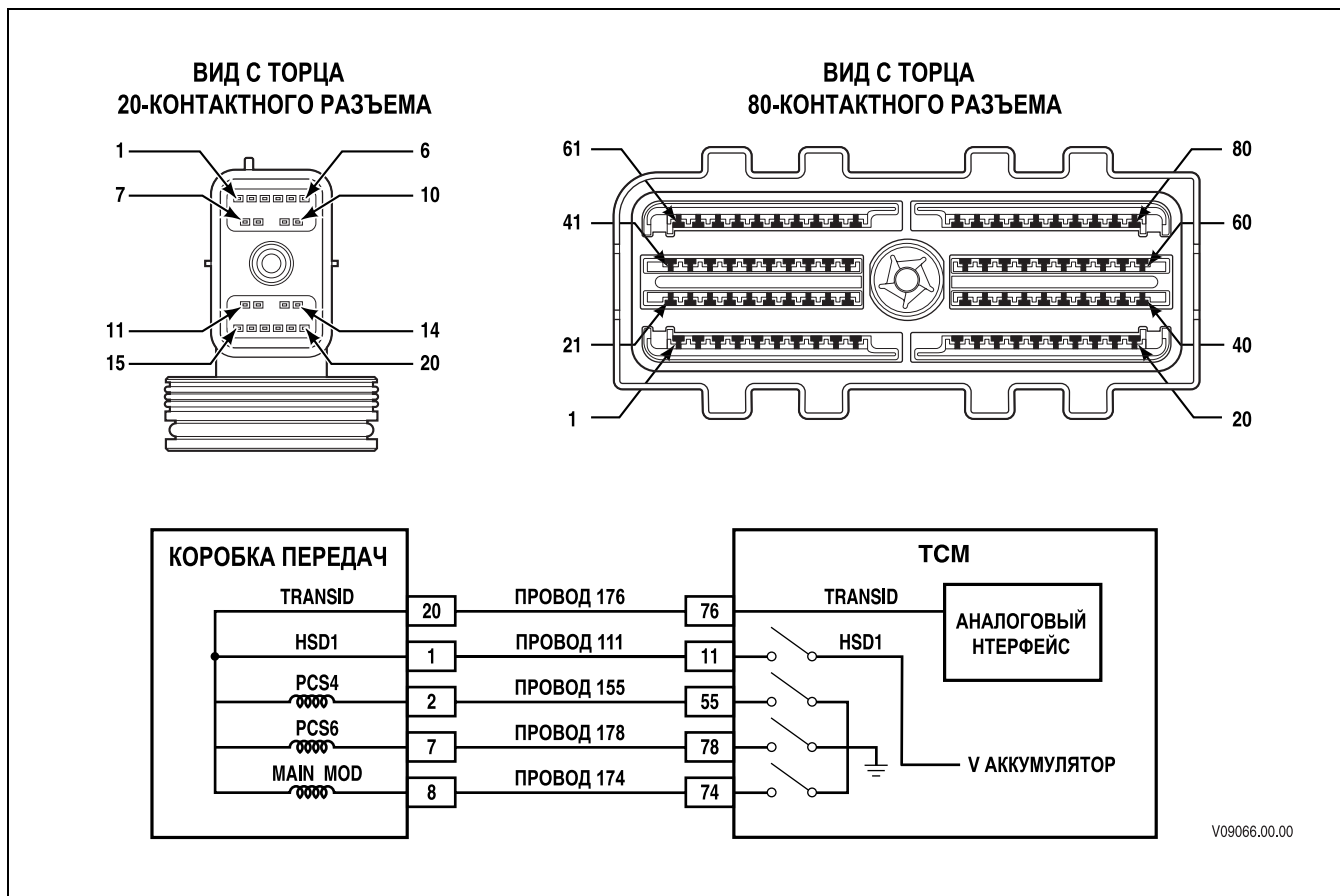 ВИД С ТОРЦА
20-КОНТАКТНОГО РАЗЪЕМА
1
6
7
10
11
14
15
20
ВИД С ТОРЦА
80-КОНТАКТНОГО РАЗЪЕМА
61
80
41
60
21
40
1
20
КОРОБКА ПЕРЕДАЧ
TCM
TRANSID
20
ПРОВОД 176
76
TRANSID
АНАЛОГОВЫЙ
НТЕРФЕЙС
HSD1
1
ПРОВОД 111
11
HSD1
PCS4
2
ПРОВОД 155
55
PCS6
7
ПРОВОД 178
78
MAIN MOD
8
ПРОВОД 174
74
V АККУМУЛЯТОР
V09066.00.00